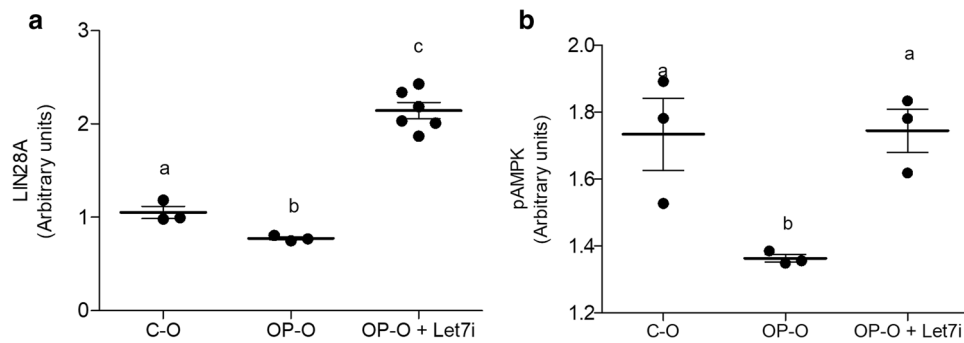 a
LIN28A
(Arbitrary units)
3
2
1
0
a
b
c
C-O
OP-O
OP-O + Let7i
b
pAMPK
(Arbitrary units)
2.0
1.8
1.6
1.4
1.2
a
b
a
C-O
OP-O
OP-O + Let7i